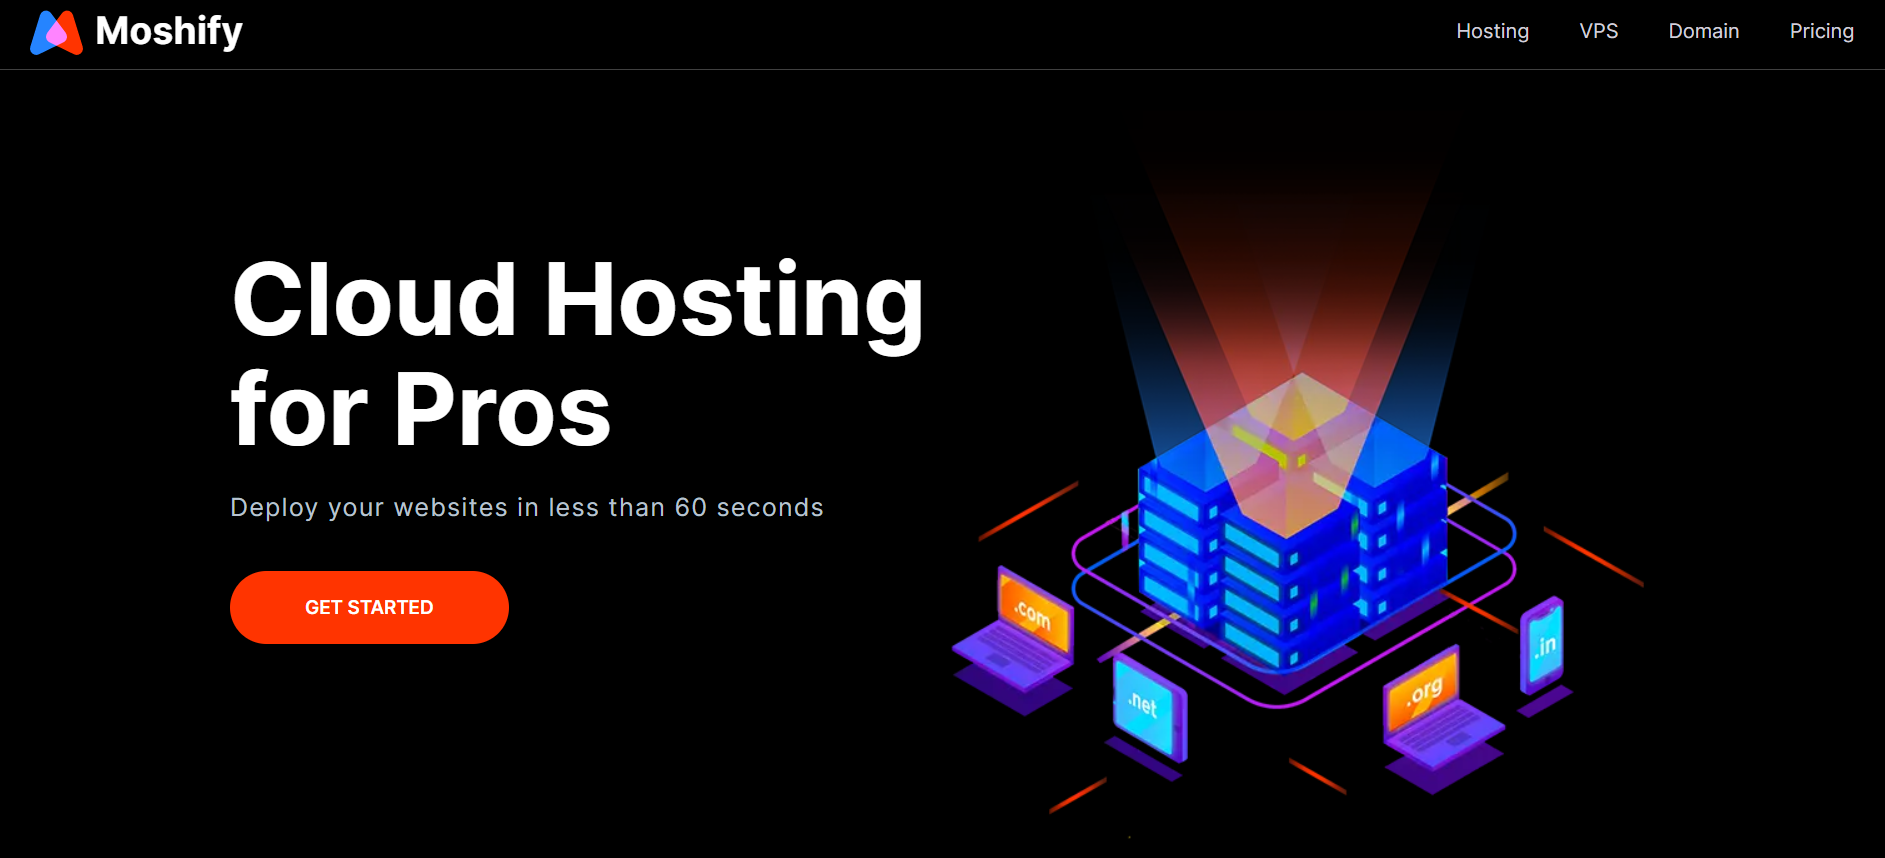 Moshify
Hosting VPS Domain Pricing
Cloud Hosting
for Pros
Deploy your websites in less than 60 seconds
GET STARTED
.com
.net
.org
.in